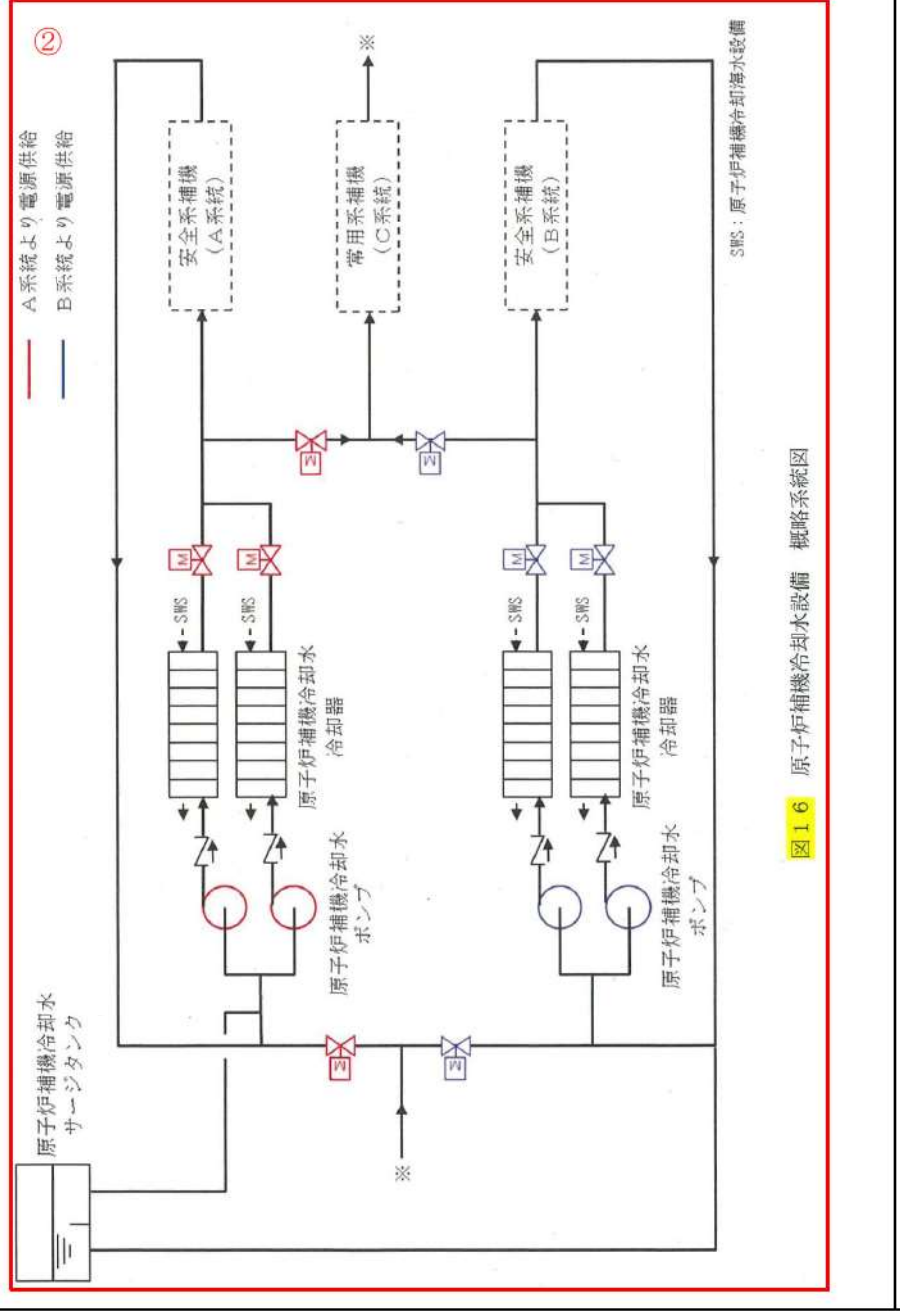 ②
A系統より電源供給
B系統より電源供給
原子炉補機冷却水
サージタンク
安全系補機
(A系統)
常用系補機
(C系統)
安全系補機
(B系統)
※
M
M
M
M
M
M
M
M
SWS
SWS
SWS
SWS
原子炉補機冷却水
冷却器
原子炉補機冷却水
ポンプ
原子炉補機冷却水
冷却器
原子炉補機冷却水
ポンプ
※
SWS:原子炉補機冷却海水設備
図16 原子炉補機冷却水設備 概略系統図